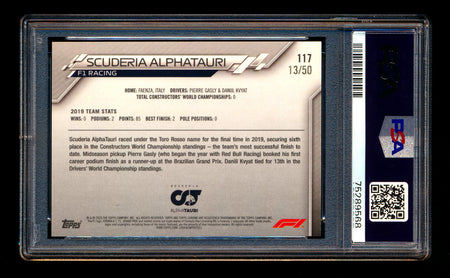 SCUDERIA ALPHATAURI
117
F1 RACING
13/50
HOME: FAENZA, ITALY DRIVERS: PIERRE GASLY & DANIIL KVYAT
TOTAL CONSTRUCTORS' WORLD CHAMPIONSHIPS: 0
2019 TEAM STATS
WINS: 0 PODIUMS: 2 POINTS: 85 BEST FINISH: 2 POLE POSITIONS: 0
Scuderia AlphaTauri raced under the Toro Rosso name for the final time in 2019, securing sixth
place in the Constructors World Championship standings – the team's most successful finish to
date. Midseason pickup Pierre Gasly (who began the year with Red Bull Racing) booked his
first career podium finish as a runner-up at the Brazilian Grand Prix. Daniil Kvyat tied for 13th in the
Drivers' World Championship standings.
SCUDERIA
ALPHATAURI
Topps
F1
PSA
75289568